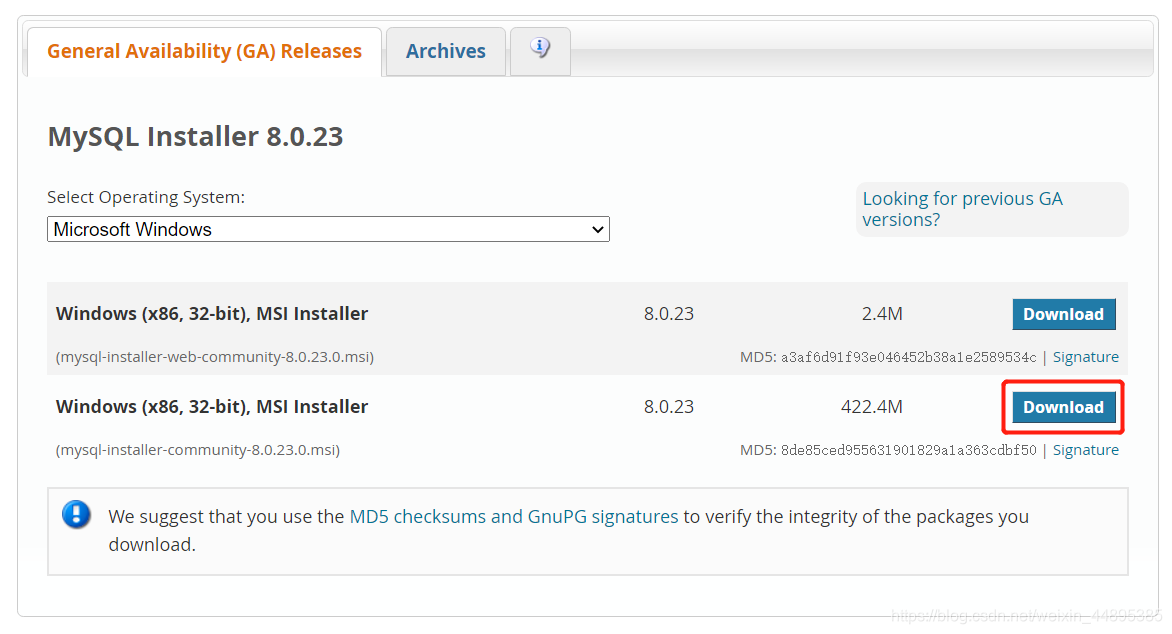 General Availability (GA) Releases
Archives
MySQL Installer 8.0.23
Select Operating System:
Microsoft Windows
Looking for previous GA
versions?
Windows (x86, 32-bit), MSI Installer 8.0.23 2.4M Download
(mysql-installer-web-community-8.0.23.0.msi) MD5: a3af6d91f93e046452b38a1e2589534c | Signature
Windows (x86, 32-bit), MSI Installer 8.0.23 422.4M Download
(mysql-installer-community-8.0.23.0.msi) MD5: 8de85ced955631901829a1a363cdbf50 | Signature
We suggest that you use the MD5 checksums and GnuPG signatures to verify the integrity of the packages you
download.
https://blog.csdn.net/weixin_44895385